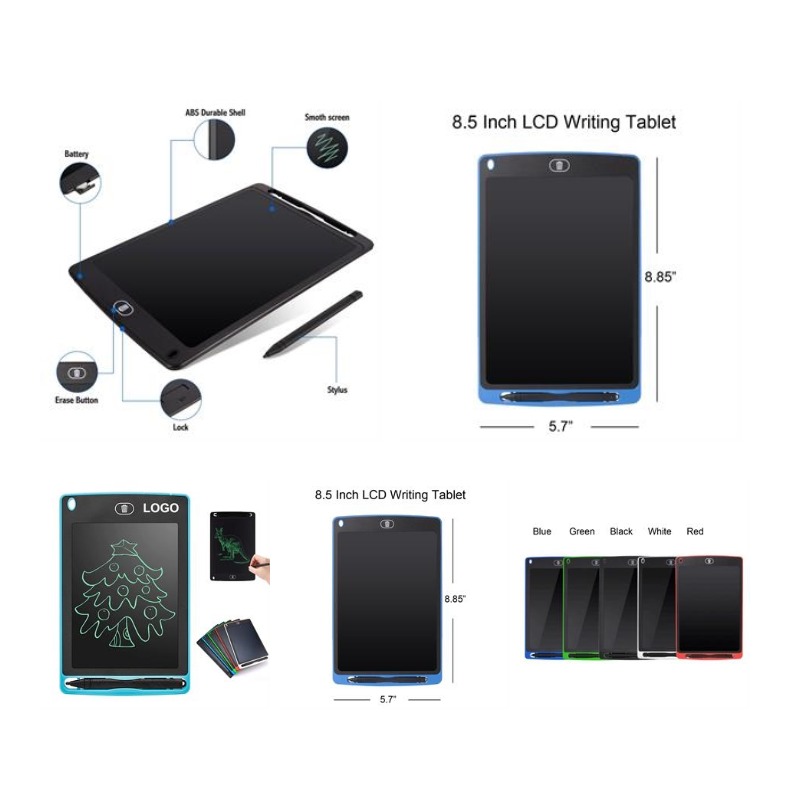 ABS Durable Shell
Smoth screen
Battery
Erase Button
Lock
Stylus
8.5 Inch LCD Writing Tablet
8.85”
5.7”
LOGO
8.5 Inch LCD Writing Tablet
8.85”
5.7”
Blue Green Black White Red